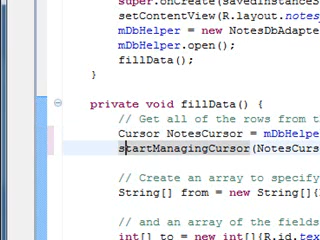 super.onCreate(savedInstanceS
setContentView(R.layout.notes
mDbHelper = new NotesDbAdapte
mDbHelper.open();
fillData();
}
private void fillData() {
// Get all of the rows from t
Cursor NotesCursor = mDbHelpe
startManagingCursor(NotesCurs
// Create an array to specify
String[] from = new String[]{
// and an array of the fields
int[] to = new int[]{R.id.tex